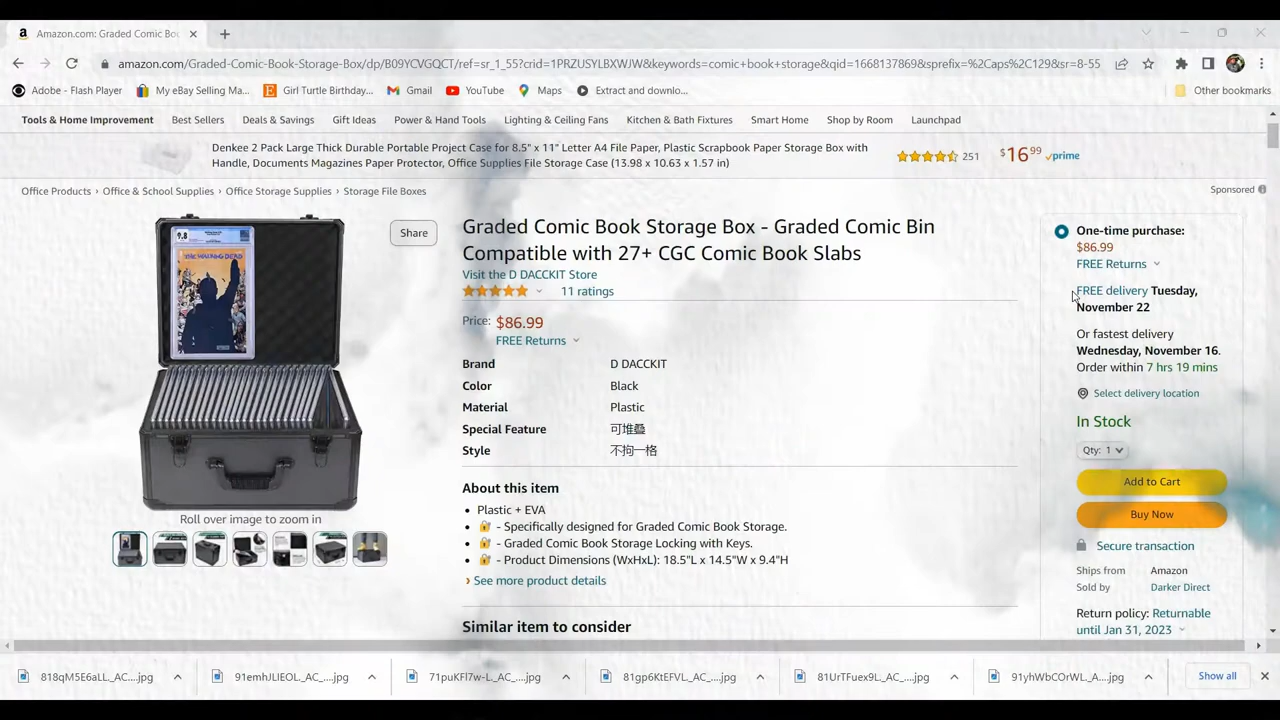 Amazon.com: Graded Comic Bo
amazon.com/Graded-Comic-Book-Storage-Box/dp/B09YCVGQCT/ref=sr_1_55?crid=1PRZUSYLBXWJW&keywords=comic+book+storage&qid=1668137869&sprefix=%2Caps%2C129&sr=8-55
Adobe - Flash Player
My eBay Selling Ma...
Girl Turtle Birthday...
Gmail
YouTube
Maps
Extract and downlo...
Other bookmarks
Tools & Home Improvement
Best Sellers
Deals & Savings
Gift Ideas
Power & Hand Tools
Lighting & Ceiling Fans
Kitchen & Bath Fixtures
Smart Home
Shop by Room
Launchpad
Denkee 2 Pack Large Thick Durable Portable Project Case for 8.5" x 11" Letter A4 File Paper, Plastic Scrapbook Paper Storage Box with
Handle, Documents Magazines Paper Protector, Office Supplies File Storage Case (13.98 x 10.63 x 1.57 in)
251
$16.99 prime
Office Products › Office & School Supplies › Office Storage Supplies › Storage File Boxes
Sponsored
9.8
THE WALKING DEAD
Share
Roll over image to zoom in
Graded Comic Book Storage Box - Graded Comic Bin
Compatible with 27+ CGC Comic Book Slabs
Visit the D DACCKIT Store
11 ratings
Price: $86.99
FREE Returns
Brand D DACCKIT
Color Black
Material Plastic
Special Feature 可堆叠
Style 不拘一格
About this item
• Plastic + EVA
• 🔐 - Specifically designed for Graded Comic Book Storage.
• 🔐 - Graded Comic Book Storage Locking with Keys.
• 🔐 - Product Dimensions (WxHxL): 18.5"L x 14.5"W x 9.4"H
› See more product details
Similar item to consider
One-time purchase:
$86.99
FREE Returns
FREE delivery Tuesday,
November 22
Or fastest delivery
Wednesday, November 16.
Order within 7 hrs 19 mins
Select delivery location
In Stock
Qty: 1
Add to Cart
Buy Now
Secure transaction
Ships from Amazon
Sold by Darker Direct
Return policy: Returnable
until Jan 31, 2023
818qM5E6aLL._AC_....jpg
91emhJLIEOL._AC_....jpg
71puKFl7w-L_AC_....jpg
81gp6KtEFVL._AC_....jpg
81UrTFuex9L._AC_....jpg
91yhWbCOrWL._A....jpg
Show all